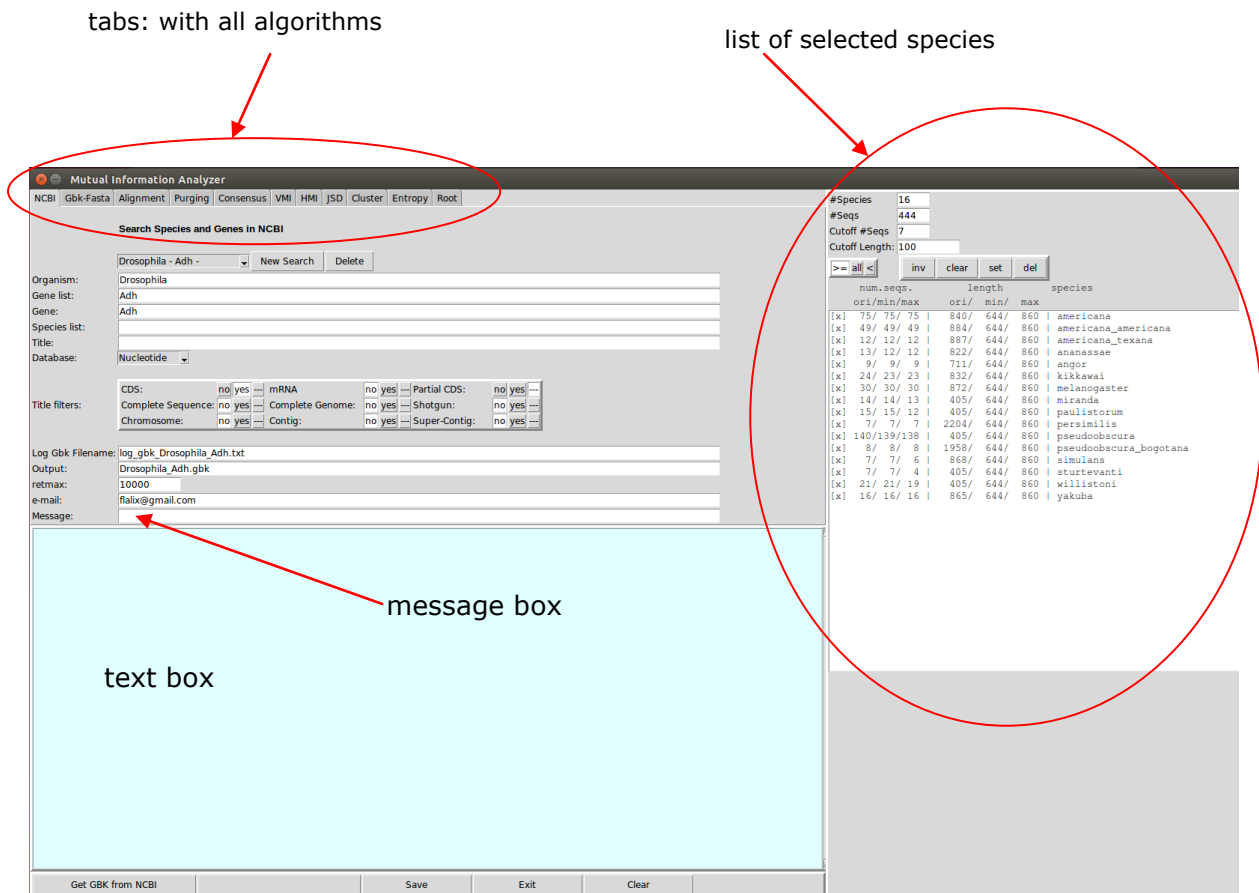 tabs: with all algorithms
list of selected species
Mutual Information Analyzer
NCBI Gbk-Fasta Alignment Purging Consensus VMI HMI JSD Cluster Entropy Root
Search Species and Genes in NCBI
Drosophila - Adh - New Search Delete
Organism: Drosophila
Gene list: Adh
Gene: Adh
Species list:
Title:
Database: Nucleotide
Title filters:
CDS: no yes --- mRNA no yes --- Partial CDS: no yes ---
Complete Sequence: no yes --- Complete Genome: no yes --- Shotgun: no yes ---
Chromosome: no yes --- Contig: no yes --- Super-Contig: no yes ---
Log Gbk Filename: log_gbk_Drosophila_Adh.txt
Output: Drosophila_Adh.gbk
retmax: 10000
e-mail: flalix@gmail.com
Message:
message box
text box
Get GBK from NCBI Save Exit Clear
#Species 16
#Seqs 444
Cutoff #Seqs 7
Cutoff Length: 100
>= all < inv clear set del
num.seqs. length species
ori/min/max ori/ min/ max
[x] 75/ 75/ 75 | 840/ 644/ 860 | americana
[x] 49/ 49/ 49 | 884/ 644/ 860 | americana_americana
[x] 12/ 12/ 12 | 887/ 644/ 860 | americana_texana
[x] 13/ 12/ 12 | 822/ 644/ 860 | ananassae
[x] 9/ 9/ 9 | 711/ 644/ 860 | angor
[x] 24/ 23/ 23 | 832/ 644/ 860 | kikkawai
[x] 30/ 30/ 30 | 872/ 644/ 860 | melanogaster
[x] 14/ 14/ 13 | 405/ 644/ 860 | miranda
[x] 15/ 15/ 12 | 405/ 644/ 860 | paulistorum
[x] 7/ 7/ 7 | 2204/ 644/ 860 | persimilis
[x] 140/139/138 | 405/ 644/ 860 | pseudoobscura
[x] 8/ 8/ 8 | 1958/ 644/ 860 | pseudoobscura_bogotana
[x] 7/ 7/ 6 | 868/ 644/ 860 | simulans
[x] 7/ 7/ 4 | 405/ 644/ 860 | sturtevanti
[x] 21/ 21/ 19 | 405/ 644/ 860 | willistoni
[x] 16/ 16/ 16 | 865/ 644/ 860 | yakuba